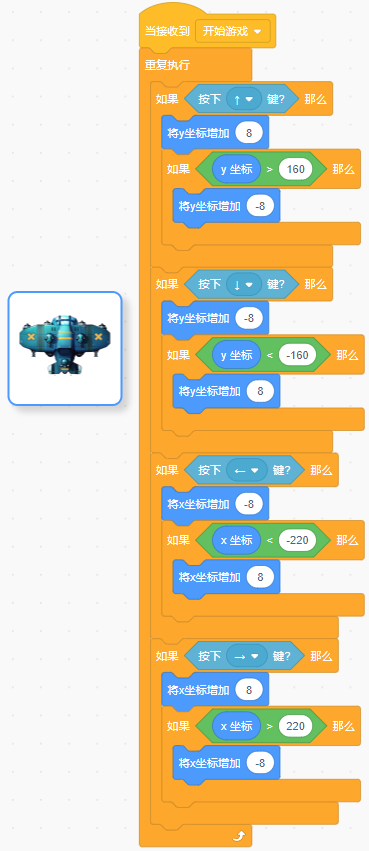 当接收到 开始游戏
重复执行
如果 按下 ↑ 键? 那么
将y坐标增加 8
如果 y 坐标 > 160 那么
将y坐标增加 -8
如果 按下 ↓ 键? 那么
将y坐标增加 -8
如果 y 坐标 < -160 那么
将y坐标增加 8
如果 按下 ← 键? 那么
将x坐标增加 -8
如果 x 坐标 < -220 那么
将x坐标增加 8
如果 按下 → 键? 那么
将x坐标增加 8
如果 x 坐标 > 220 那么
将x坐标增加 -8